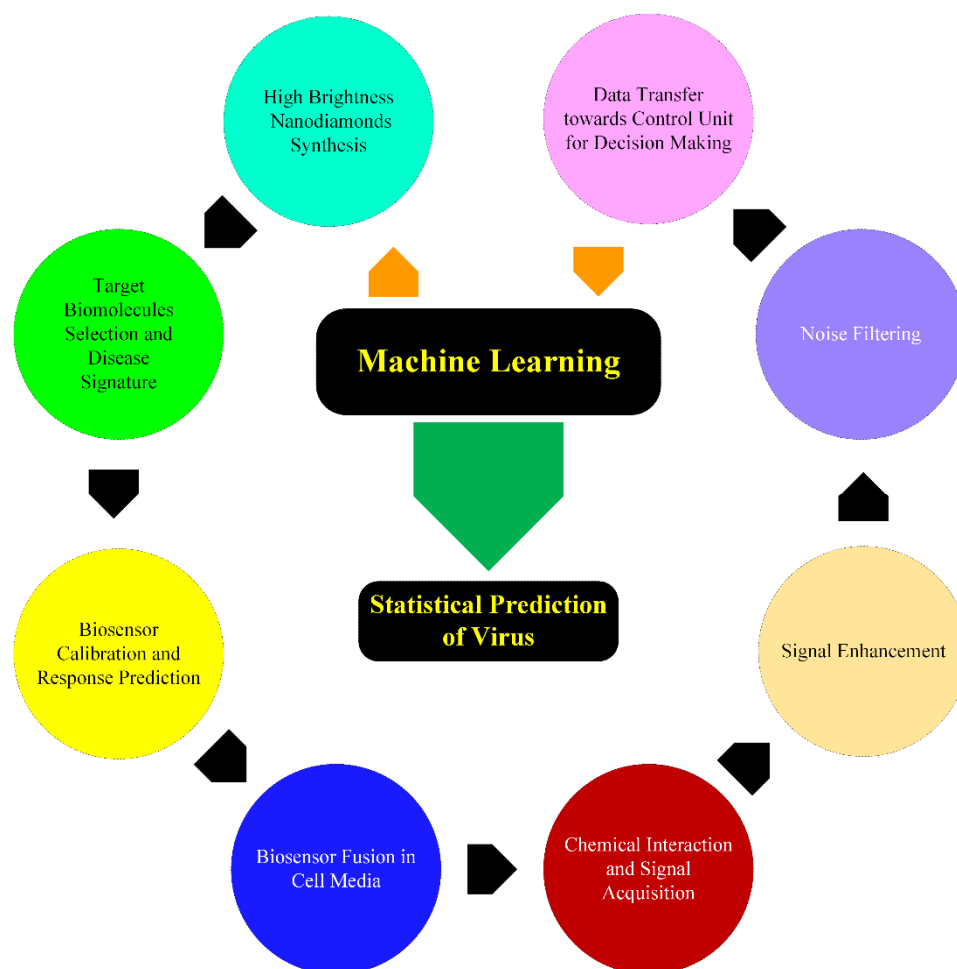 High Brightness
Nanodiamonds
Synthesis
Data Transfer
towards Control Unit
for Decision Making
Target
Biomolecules
Selection and
Disease
Signature
Machine Learning
Noise Filtering
Statistical Prediction
of Virus
Biosensor
Calibration and
Response Prediction
Signal Enhancement
Biosensor Fusion in
Cell Media
Chemical Interaction
and Signal
Acquisition